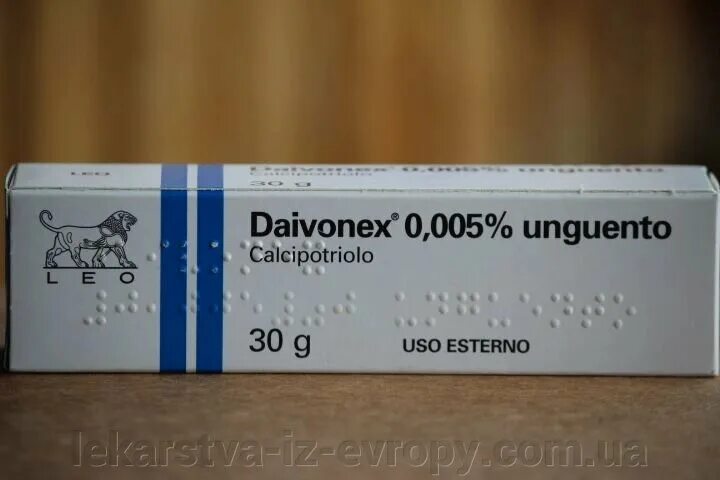 LEO
Daivonex 0,005% unguento
Calcipotriolo
30 g
Daivonex® 0,005% unguento
Calcipotriolo
LEO
30 g
USO ESTERNO
lekarstva-iz-evropy.com.ua